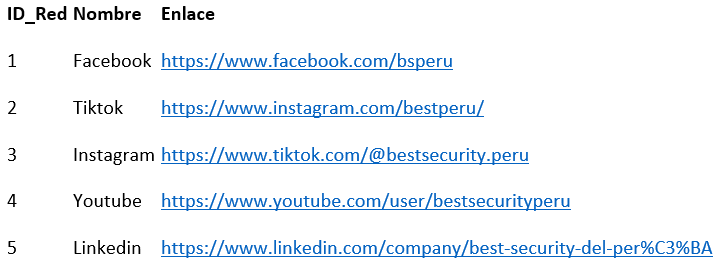 ID_Red Nombre Enlace
1 Facebook https://www.facebook.com/bsperu
2 Tiktok https://www.instagram.com/bestperu/
3 Instagram https://www.tiktok.com/@bestsecurity.peru
4 Youtube https://www.youtube.com/user/bestsecurityperu
5 Linkedin https://www.linkedin.com/company/best-security-del-per%C3%BA